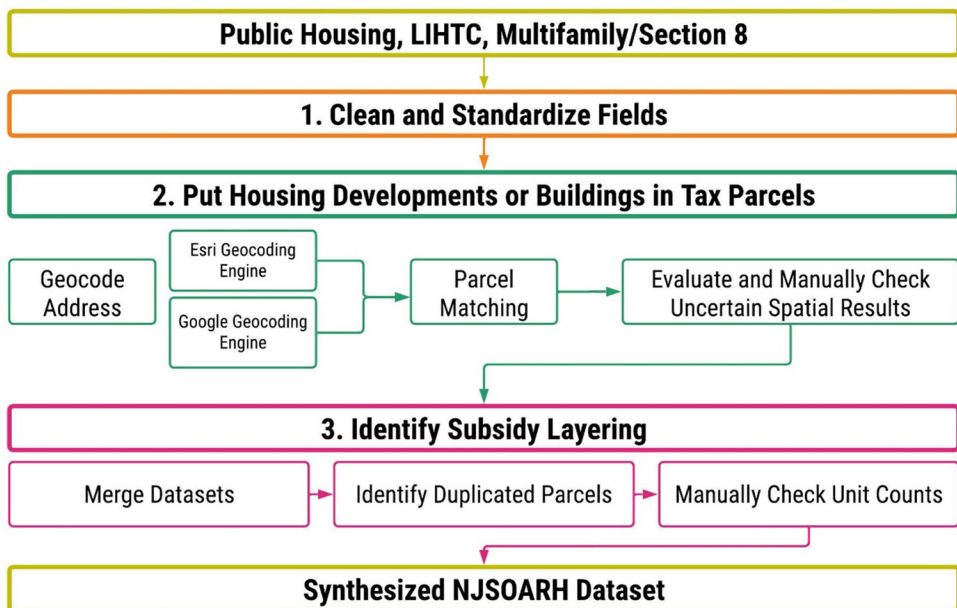 Public Housing, LIHTC, Multifamily/Section 8
1. Clean and Standardize Fields
2. Put Housing Developments or Buildings in Tax Parcels
Geocode
Address
Esri Geocoding
Engine
Google Geocoding
Engine
Parcel
Matching
Evaluate and Manually Check
Uncertain Spatial Results
3. Identify Subsidy Layering
Merge Datasets
Identify Duplicated Parcels
Manually Check Unit Counts
Synthesized NJSOARH Dataset